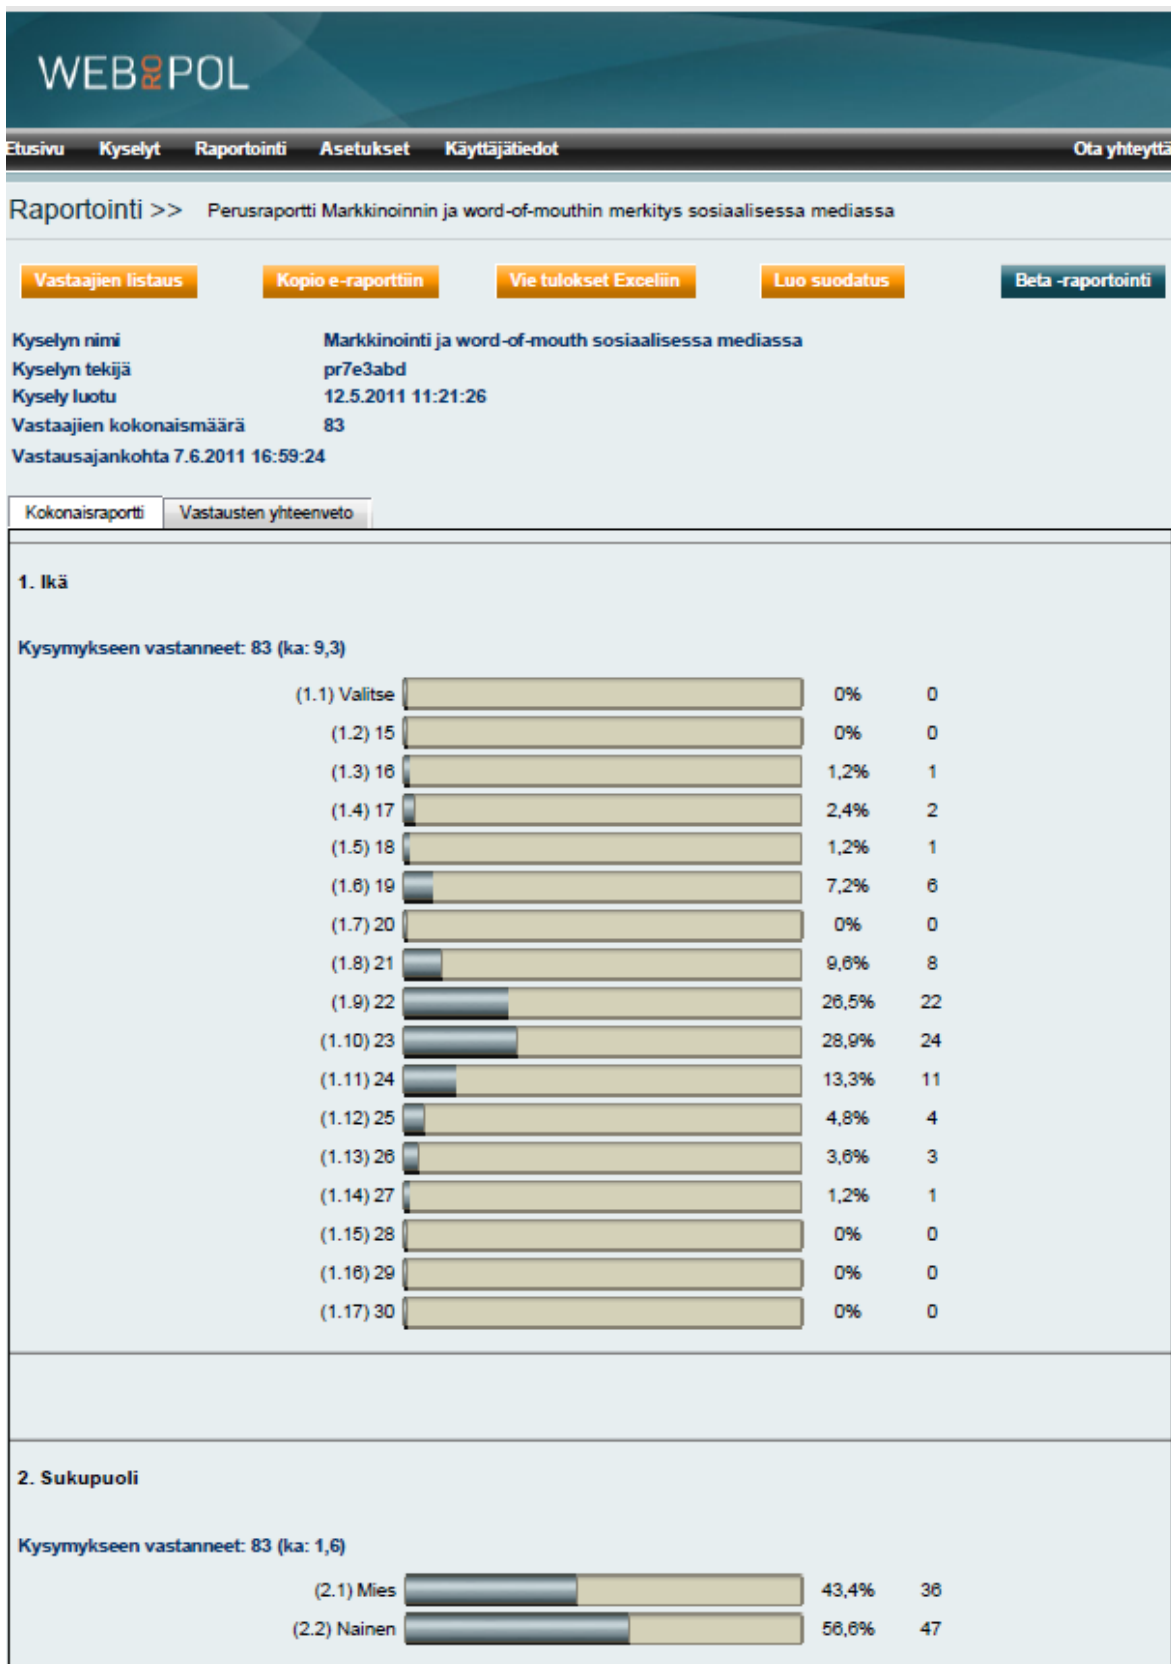 WEBROPOL
Etusivu Kyselyt Raportointi Asetukset Käyttäjätiedot Ota yhteyttä
Raportointi >> Perusraportti Markkinoinnin ja word-of-mouthin merkitys sosiaalisessa mediassa
Vastaajien listaus Kopio e-raporttiin Vie tulokset Exceliin Luo suodatus Beta -raportointi
Kyselyn nimi Markkinointi ja word-of-mouth sosiaalisessa mediassa
Kyselyn tekijä pr7e3abd
Kysely luotu 12.5.2011 11:21:26
Vastaajien kokonaismäärä 83
Vastausajankohta 7.6.2011 16:59:24
Kokonaisraportti Vastausten yhteenveto
1. Ikä
Kysymykseen vastanneet: 83 (ka: 9,3)
(1.1) Valitse 0% 0
(1.2) 15 0% 0
(1.3) 16 1,2% 1
(1.4) 17 2,4% 2
(1.5) 18 1,2% 1
(1.6) 19 7,2% 6
(1.7) 20 0% 0
(1.8) 21 9,6% 8
(1.9) 22 26,5% 22
(1.10) 23 28,9% 24
(1.11) 24 13,3% 11
(1.12) 25 4,8% 4
(1.13) 26 3,6% 3
(1.14) 27 1,2% 1
(1.15) 28 0% 0
(1.16) 29 0% 0
(1.17) 30 0% 0
2. Sukupuoli
Kysymykseen vastanneet: 83 (ka: 1,6)
(2.1) Mies 43,4% 36
(2.2) Nainen 56,6% 47